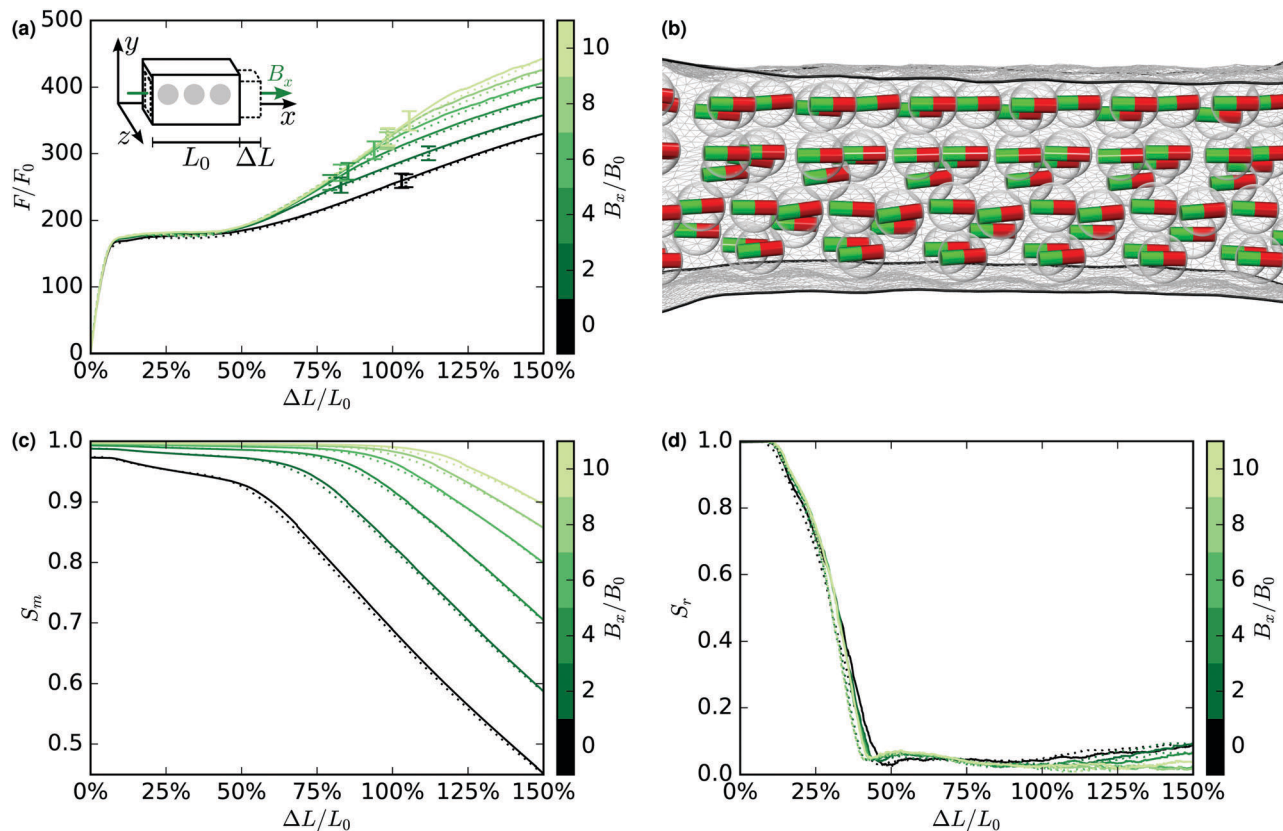 (a)
500
400
300
200
100
0
F/F₀
y
Bₓ
x
z
L₀ ΔL
0% 25% 50% 75% 100% 125% 150%
ΔL/L₀
10
8
6
4
2
0
Bₓ/B₀
(b)
(c)
1.0
0.9
0.8
0.7
0.6
0.5
Sₘ
0% 25% 50% 75% 100% 125% 150%
ΔL/L₀
10
8
6
4
2
0
Bₓ/B₀
(d)
1.0
0.8
0.6
0.4
0.2
0.0
Sᵣ
0% 25% 50% 75% 100% 125% 150%
ΔL/L₀
10
8
6
4
2
0
Bₓ/B₀